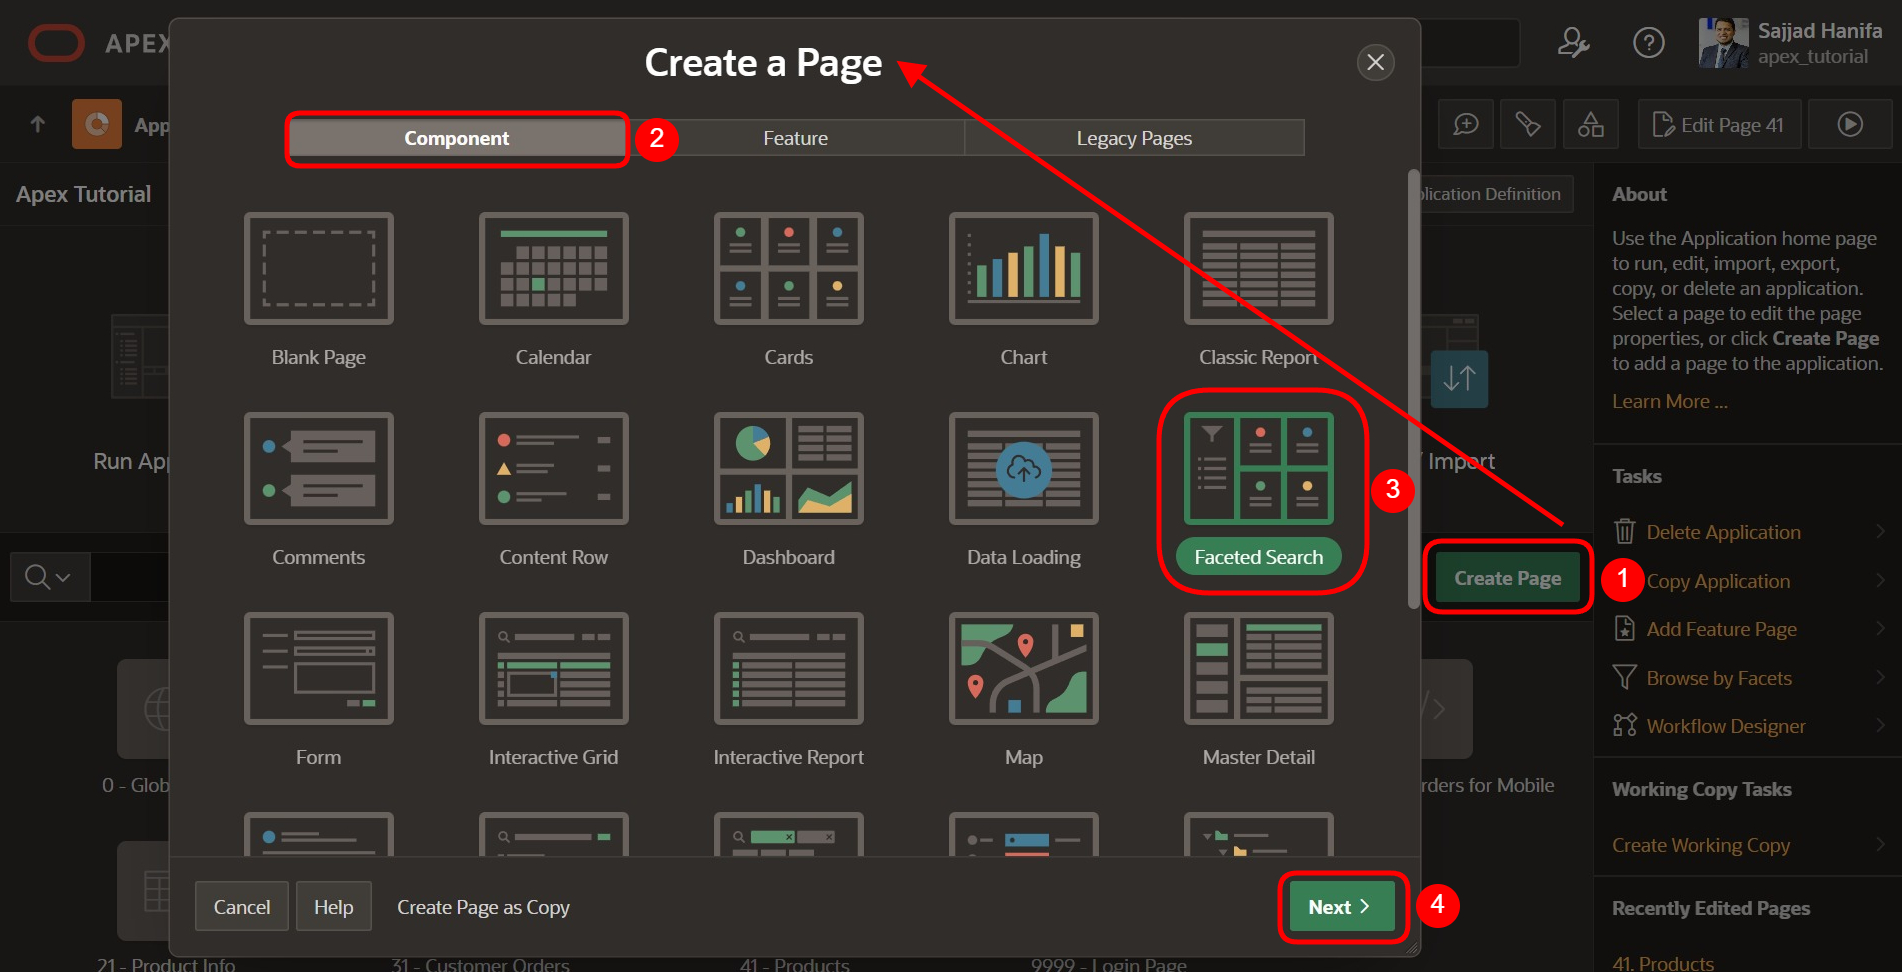 APEX
Sajjad Hanifa
apex_tutorial
Create a Page
App
Component
2
Feature
Legacy Pages
Edit Page 41
Apex Tutorial
Application Definition
About
Use the Application home page
to run, edit, import, export,
copy, or delete an application.
Select a page to edit the page
properties, or click Create Page
to add a page to the application.
Learn More ...
Blank Page
Calendar
Cards
Chart
Classic Report
Run App
/ Import
Tasks
3
Delete Application
Comments
Content Row
Dashboard
Data Loading
Faceted Search
Create Page
1
Copy Application
Add Feature Page
Browse by Facets
Workflow Designer
Form
Interactive Grid
Interactive Report
Map
Master Detail
0 - Glob
rders for Mobile
Working Copy Tasks
Create Working Copy
Cancel
Help
Create Page as Copy
Next
4
Recently Edited Pages
21 - Product Info
31 - Customer Orders
41 - Products
9999 - Login Page
41. Products